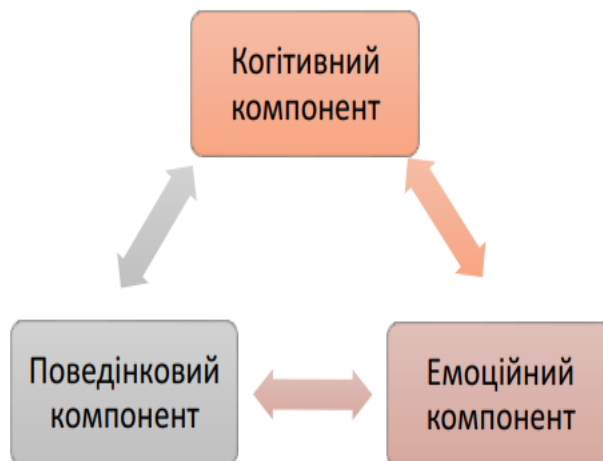 Когітивний
компонент
Поведінковий
компонент
Емоційний
компонент